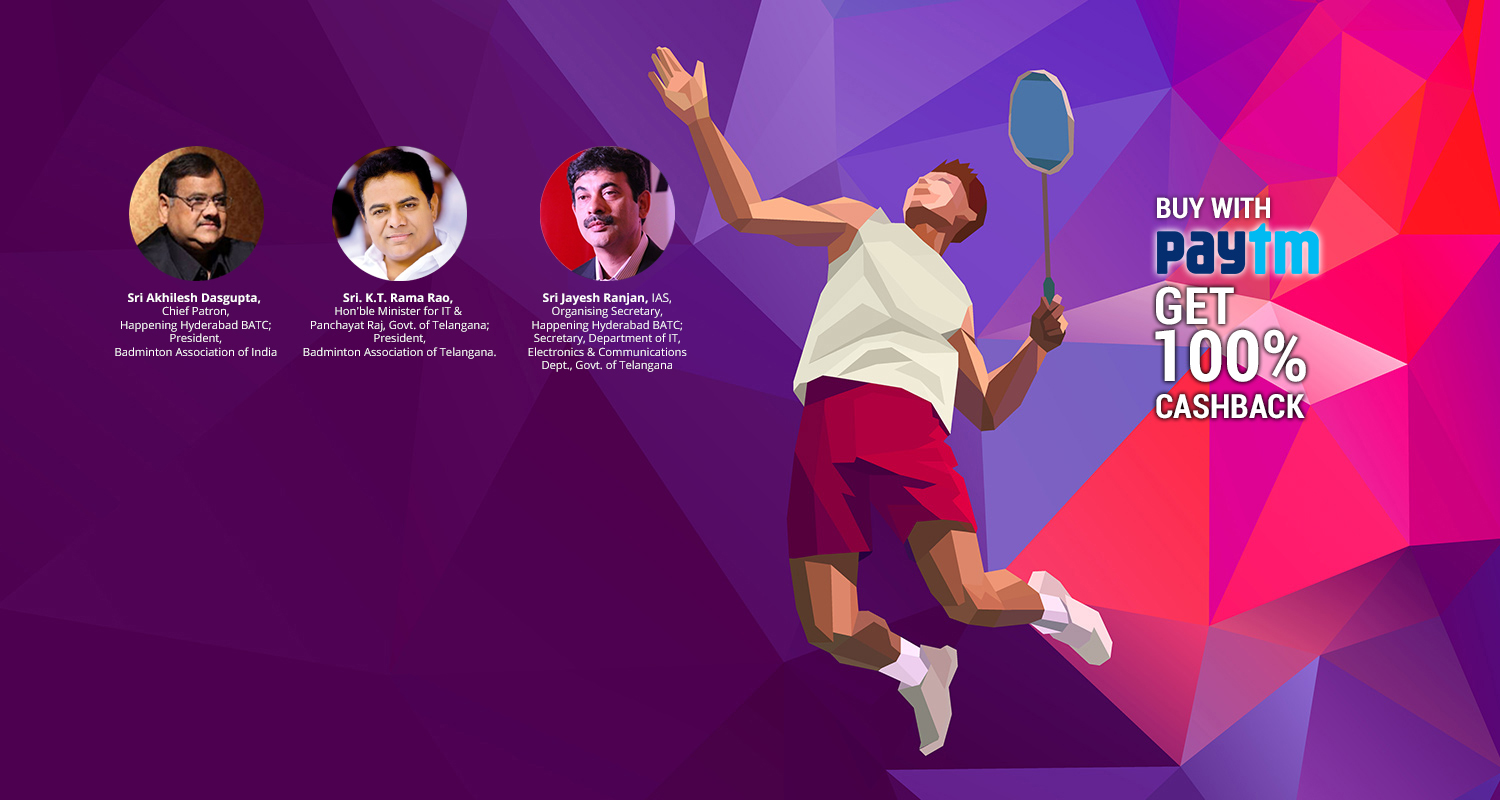 Sri Akhilesh Dasgupta,
Chief Patron,
Happening Hyderabad BATC;
President,
Badminton Association of India
Sri. K.T. Rama Rao,
Hon'ble Minister for IT &
Panchayat Raj, Govt. of Telangana;
President,
Badminton Association of Telangana.
Sri Jayesh Ranjan, IAS,
Organising Secretary,
Happening Hyderabad BATC;
Secretary, Department of IT,
Electronics & Communications
Dept., Govt. of Telangana
BUY WITH
paytm
GET
100%
CASHBACK